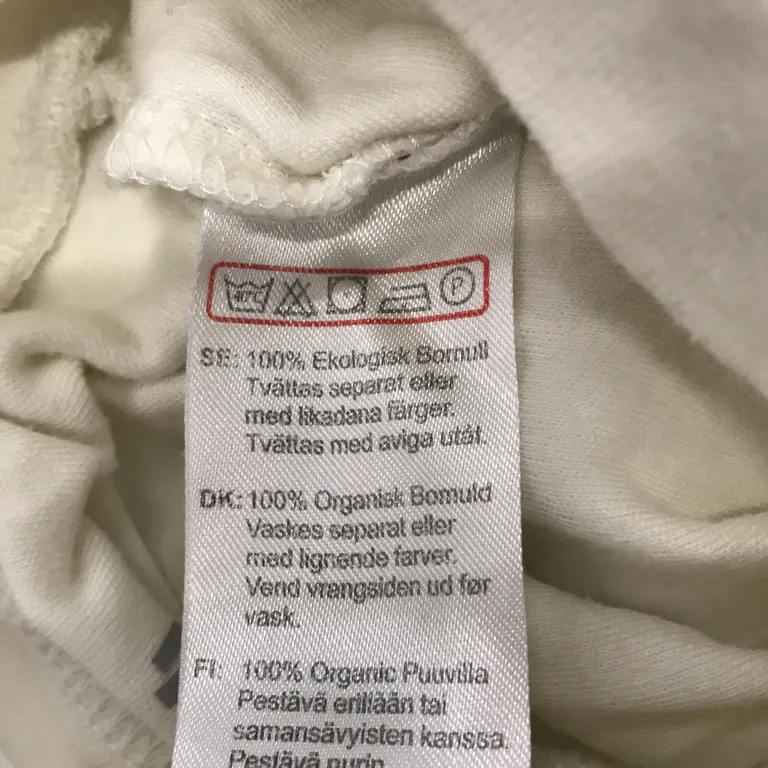 P
SE: 100% Ekologisk Bomull
Tvättas separat eller
med likadana färger.
Tvättas med aviga utåt.
DK: 100% Organisk Bomuld
Vaskes separat eller
med lignende farver.
Vend vrangsiden ud før
vask.
FI: 100% Organic Puuvilla
Pestävä erillään tai
samansävyisten kanssa.
Pestävä nurin